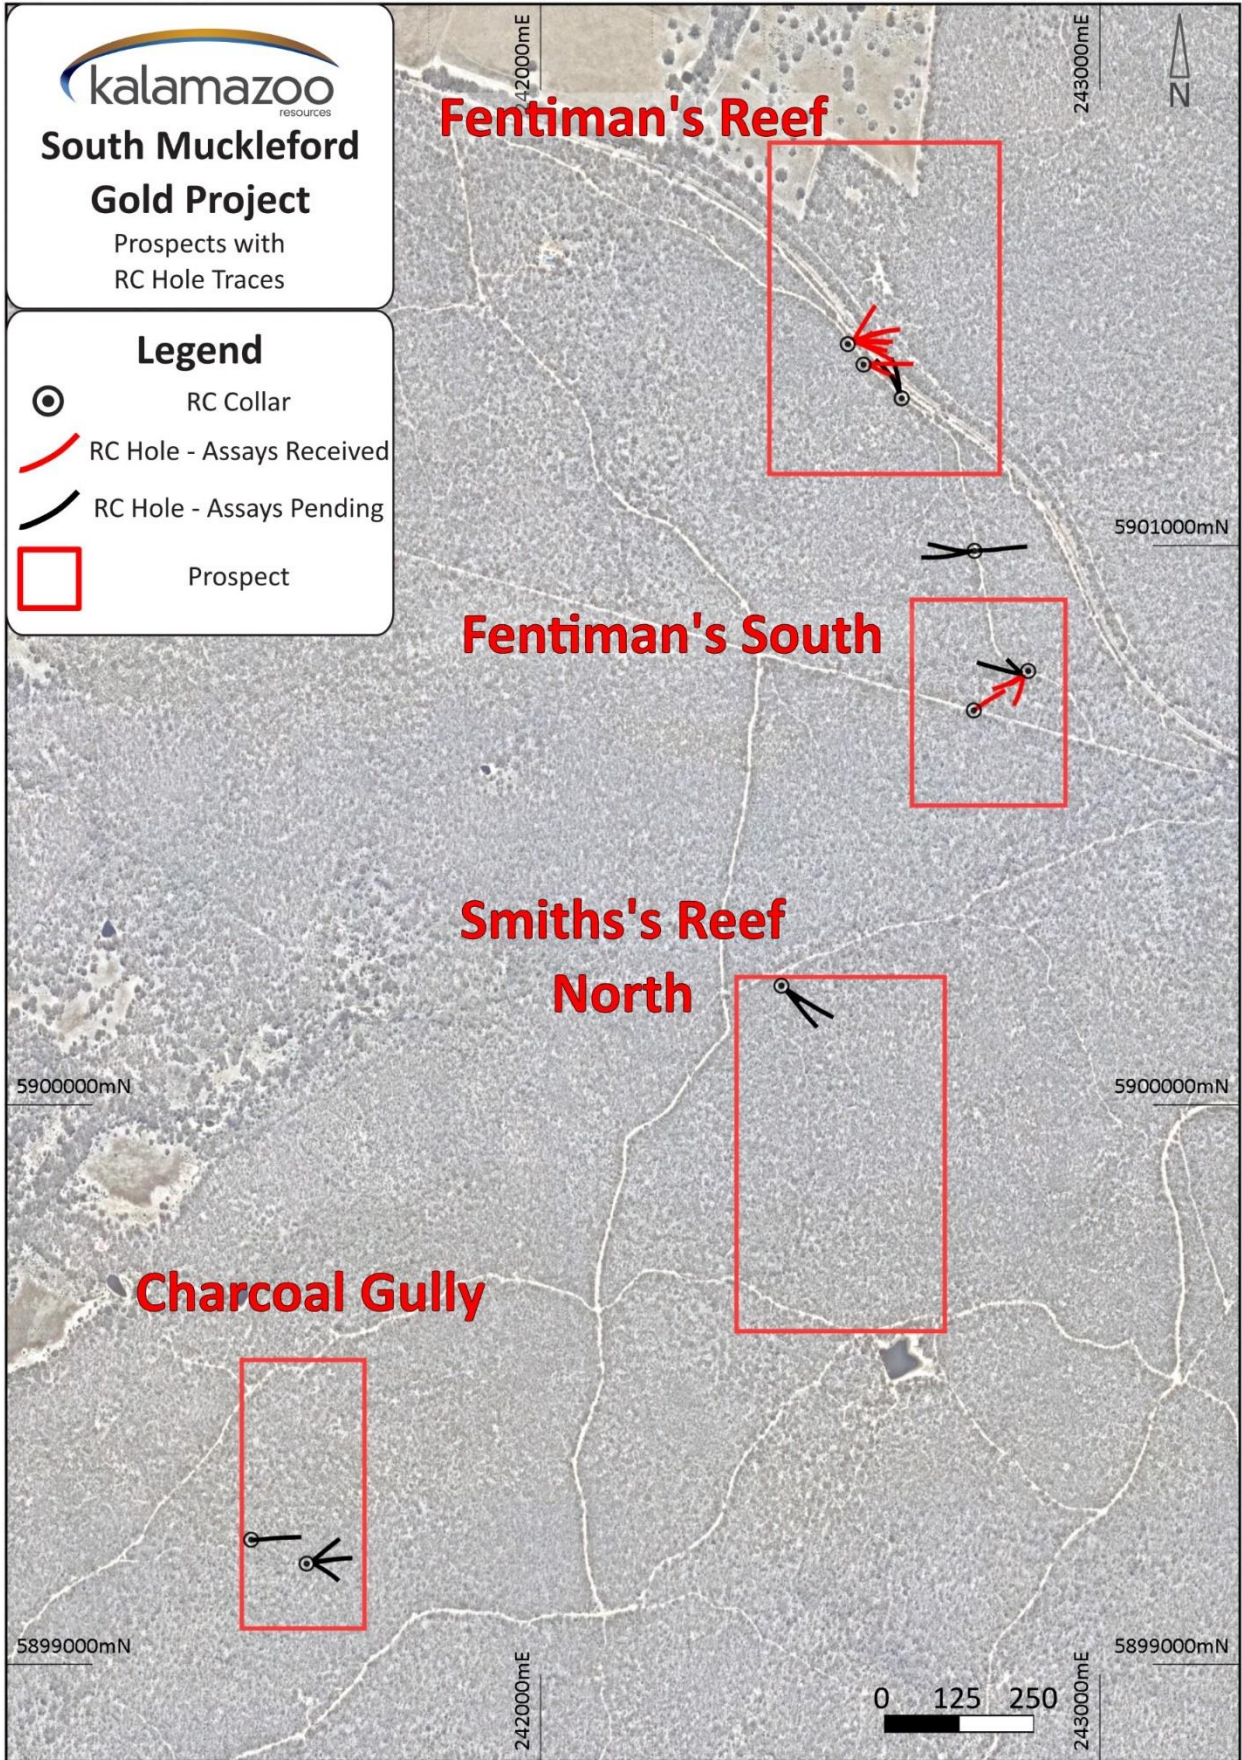 kalamazoo
resources
South Muckleford
Gold Project
Prospects with
RC Hole Traces
Legend
RC Collar
RC Hole - Assays Received
RC Hole - Assays Pending
Prospect
242000mE
243000mE
N
Fentiman's Reef
5901000mN
Fentiman's South
Smiths's Reef
North
5900000mN
5900000mN
Charcoal Gully
5899000mN
5899000mN
242000mE
243000mE
0 125 250